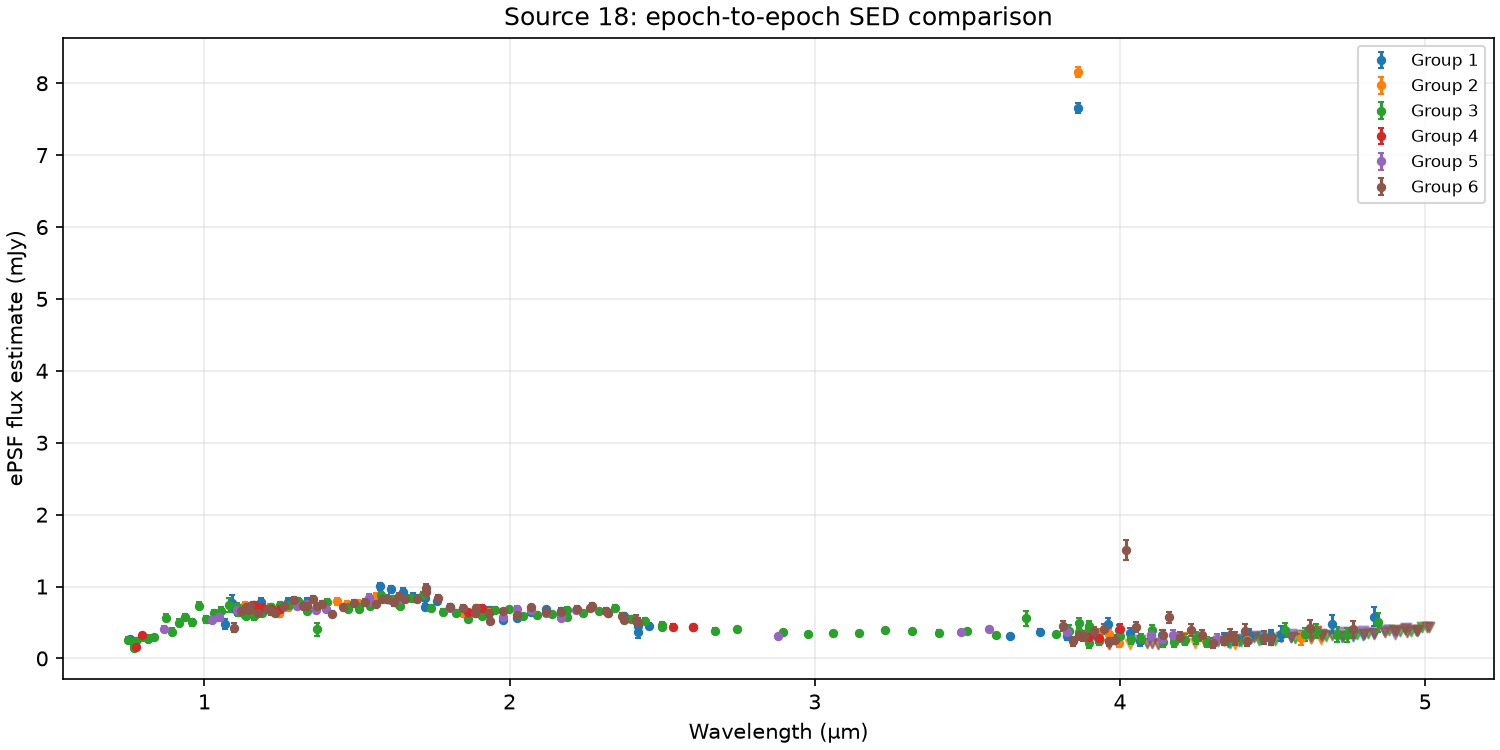 Source 18: epoch-to-epoch SED comparison
ePSF flux estimate (mJy)
8
7
6
5
4
3
2
1
0
Group 1
Group 2
Group 3
Group 4
Group 5
Group 6
1
2
3
4
5
Wavelength (μm)